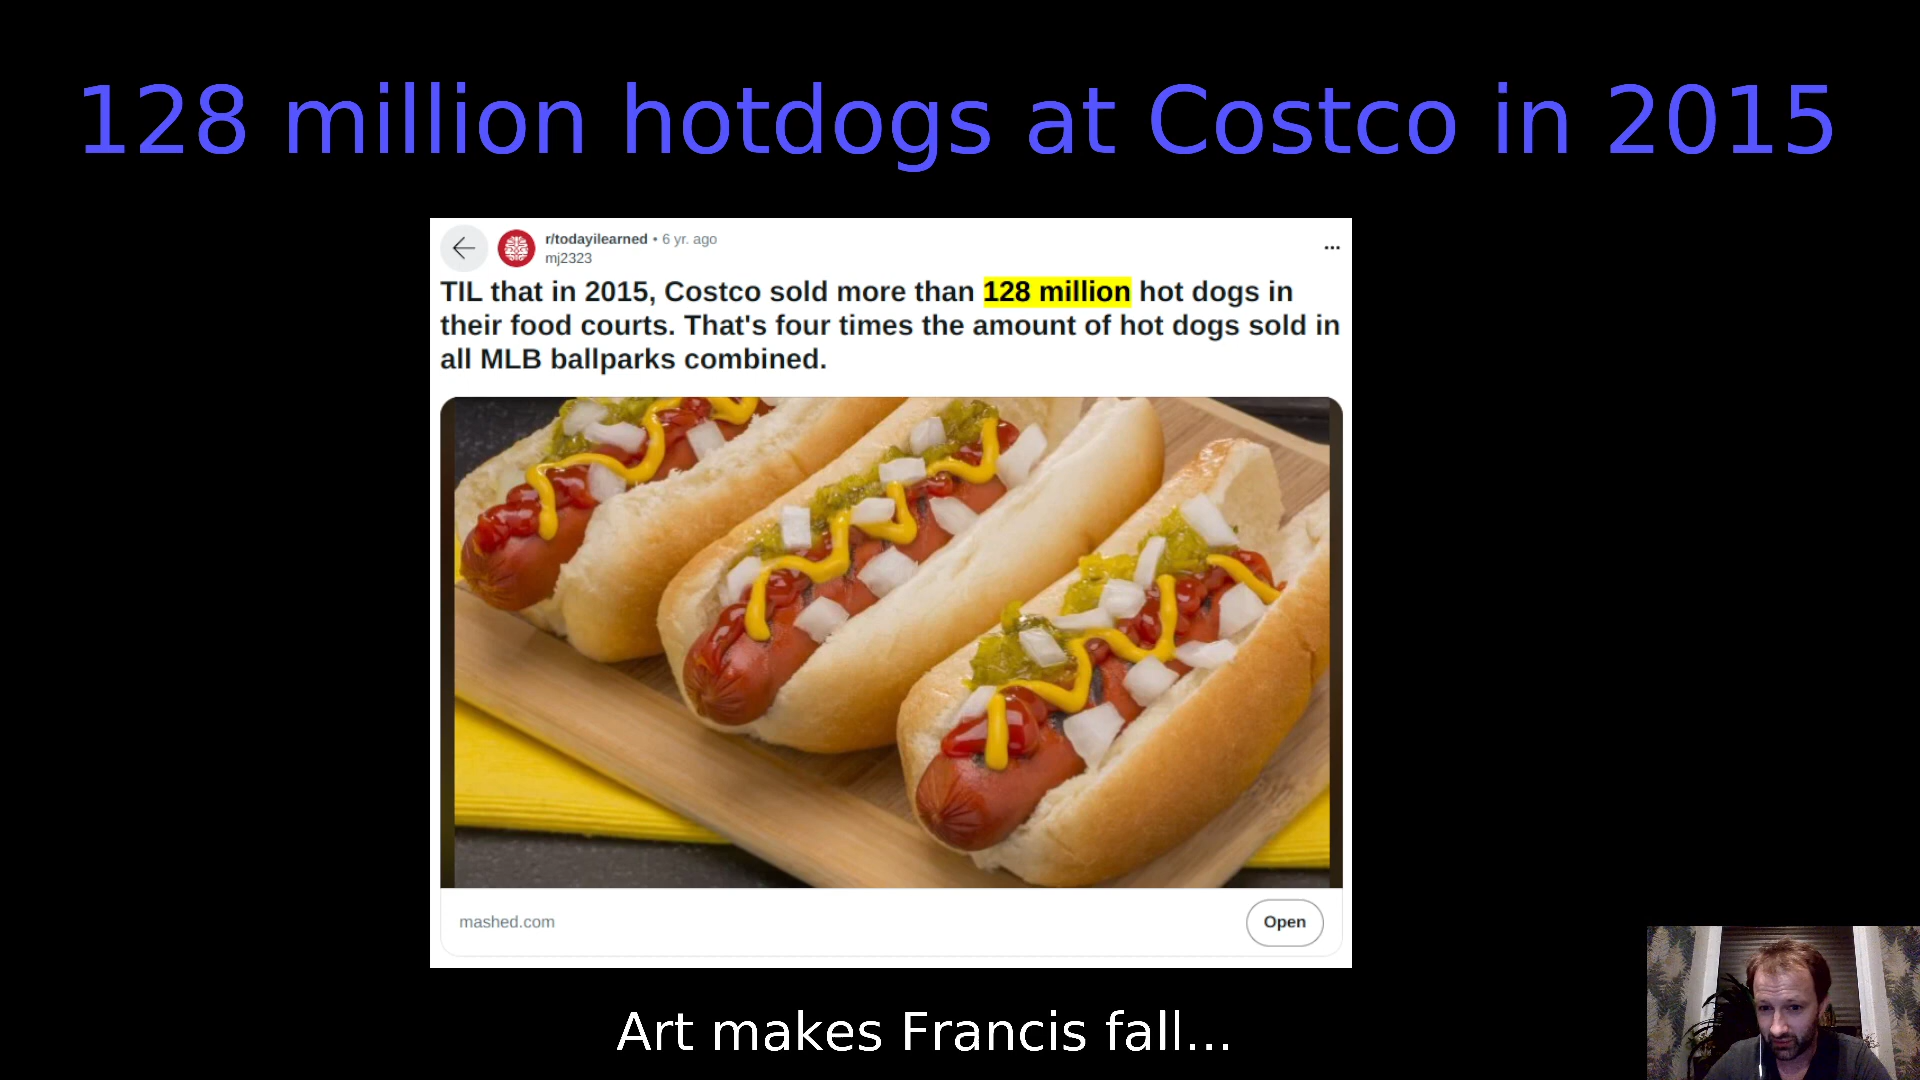 128 million hotdogs at Costco in 2015
r/todayilearned • 6 yr. ago
mj2323
TIL that in 2015, Costco sold more than 128 million hot dogs in
their food courts. That's four times the amount of hot dogs sold in
all MLB ballparks combined.
mashed.com
Open
Art makes Francis fall...